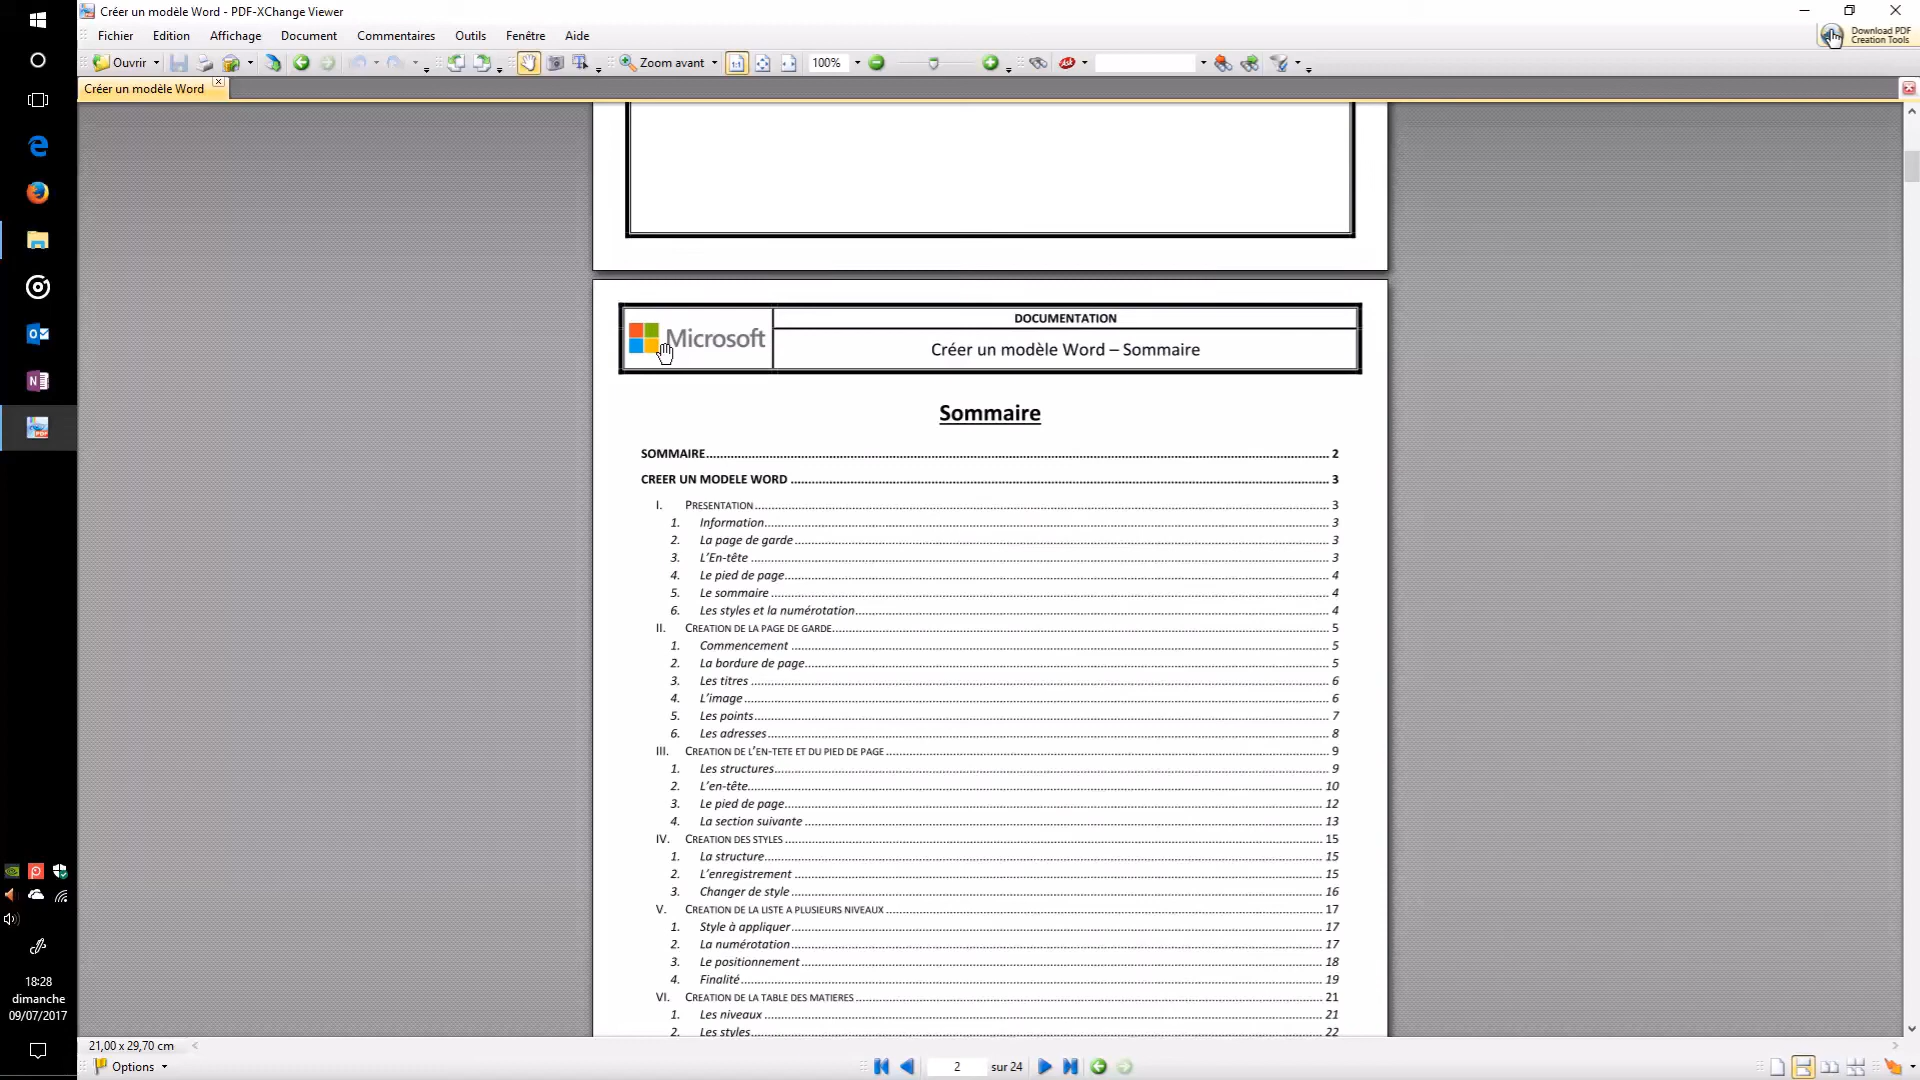 Créer un modèle Word - PDF-XChange Viewer
Fichier Edition Affichage Document Commentaires Outils Fenêtre Aide
Download PDF
Creation Tools
Ouvrir Zoom avant 100%
Créer un modèle Word
Microsoft
DOCUMENTATION
Créer un modèle Word – Sommaire
Sommaire
SOMMAIRE 2
CREER UN MODELE WORD 3
I. PRESENTATION 3
1. Information 3
2. La page de garde 3
3. L'En-tête 3
4. Le pied de page 4
5. Le sommaire 4
6. Les styles et la numérotation 4
II. CREATION DE LA PAGE DE GARDE 5
1. Commencement 5
2. La bordure de page 5
3. Les titres 6
4. L'image 6
5. Les points 7
6. Les adresses 8
III. CREATION DE L'EN-TETE ET DU PIED DE PAGE 9
1. Les structures 9
2. L'en-tête 10
3. Le pied de page 12
4. La section suivante 13
IV. CREATION DES STYLES 15
1. La structure 15
2. L'enregistrement 15
3. Changer de style 16
V. CREATION DE LA LISTE A PLUSIEURS NIVEAUX 17
1. Style à appliquer 17
2. La numérotation 17
3. Le positionnement 18
4. Finalité 19
VI. CREATION DE LA TABLE DES MATIERES 21
1. Les niveaux 21
2. Les styles 22
18:28
dimanche
09/07/2017
21,00 x 29,70 cm
Options 2 sur 24